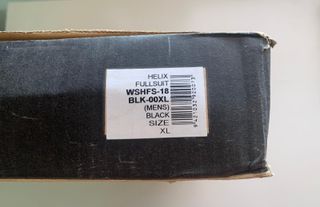 HELIX
FULLSUIT
WSHFS-18
BLK-00XL
(MENS)
BLACK
SIZE
XL